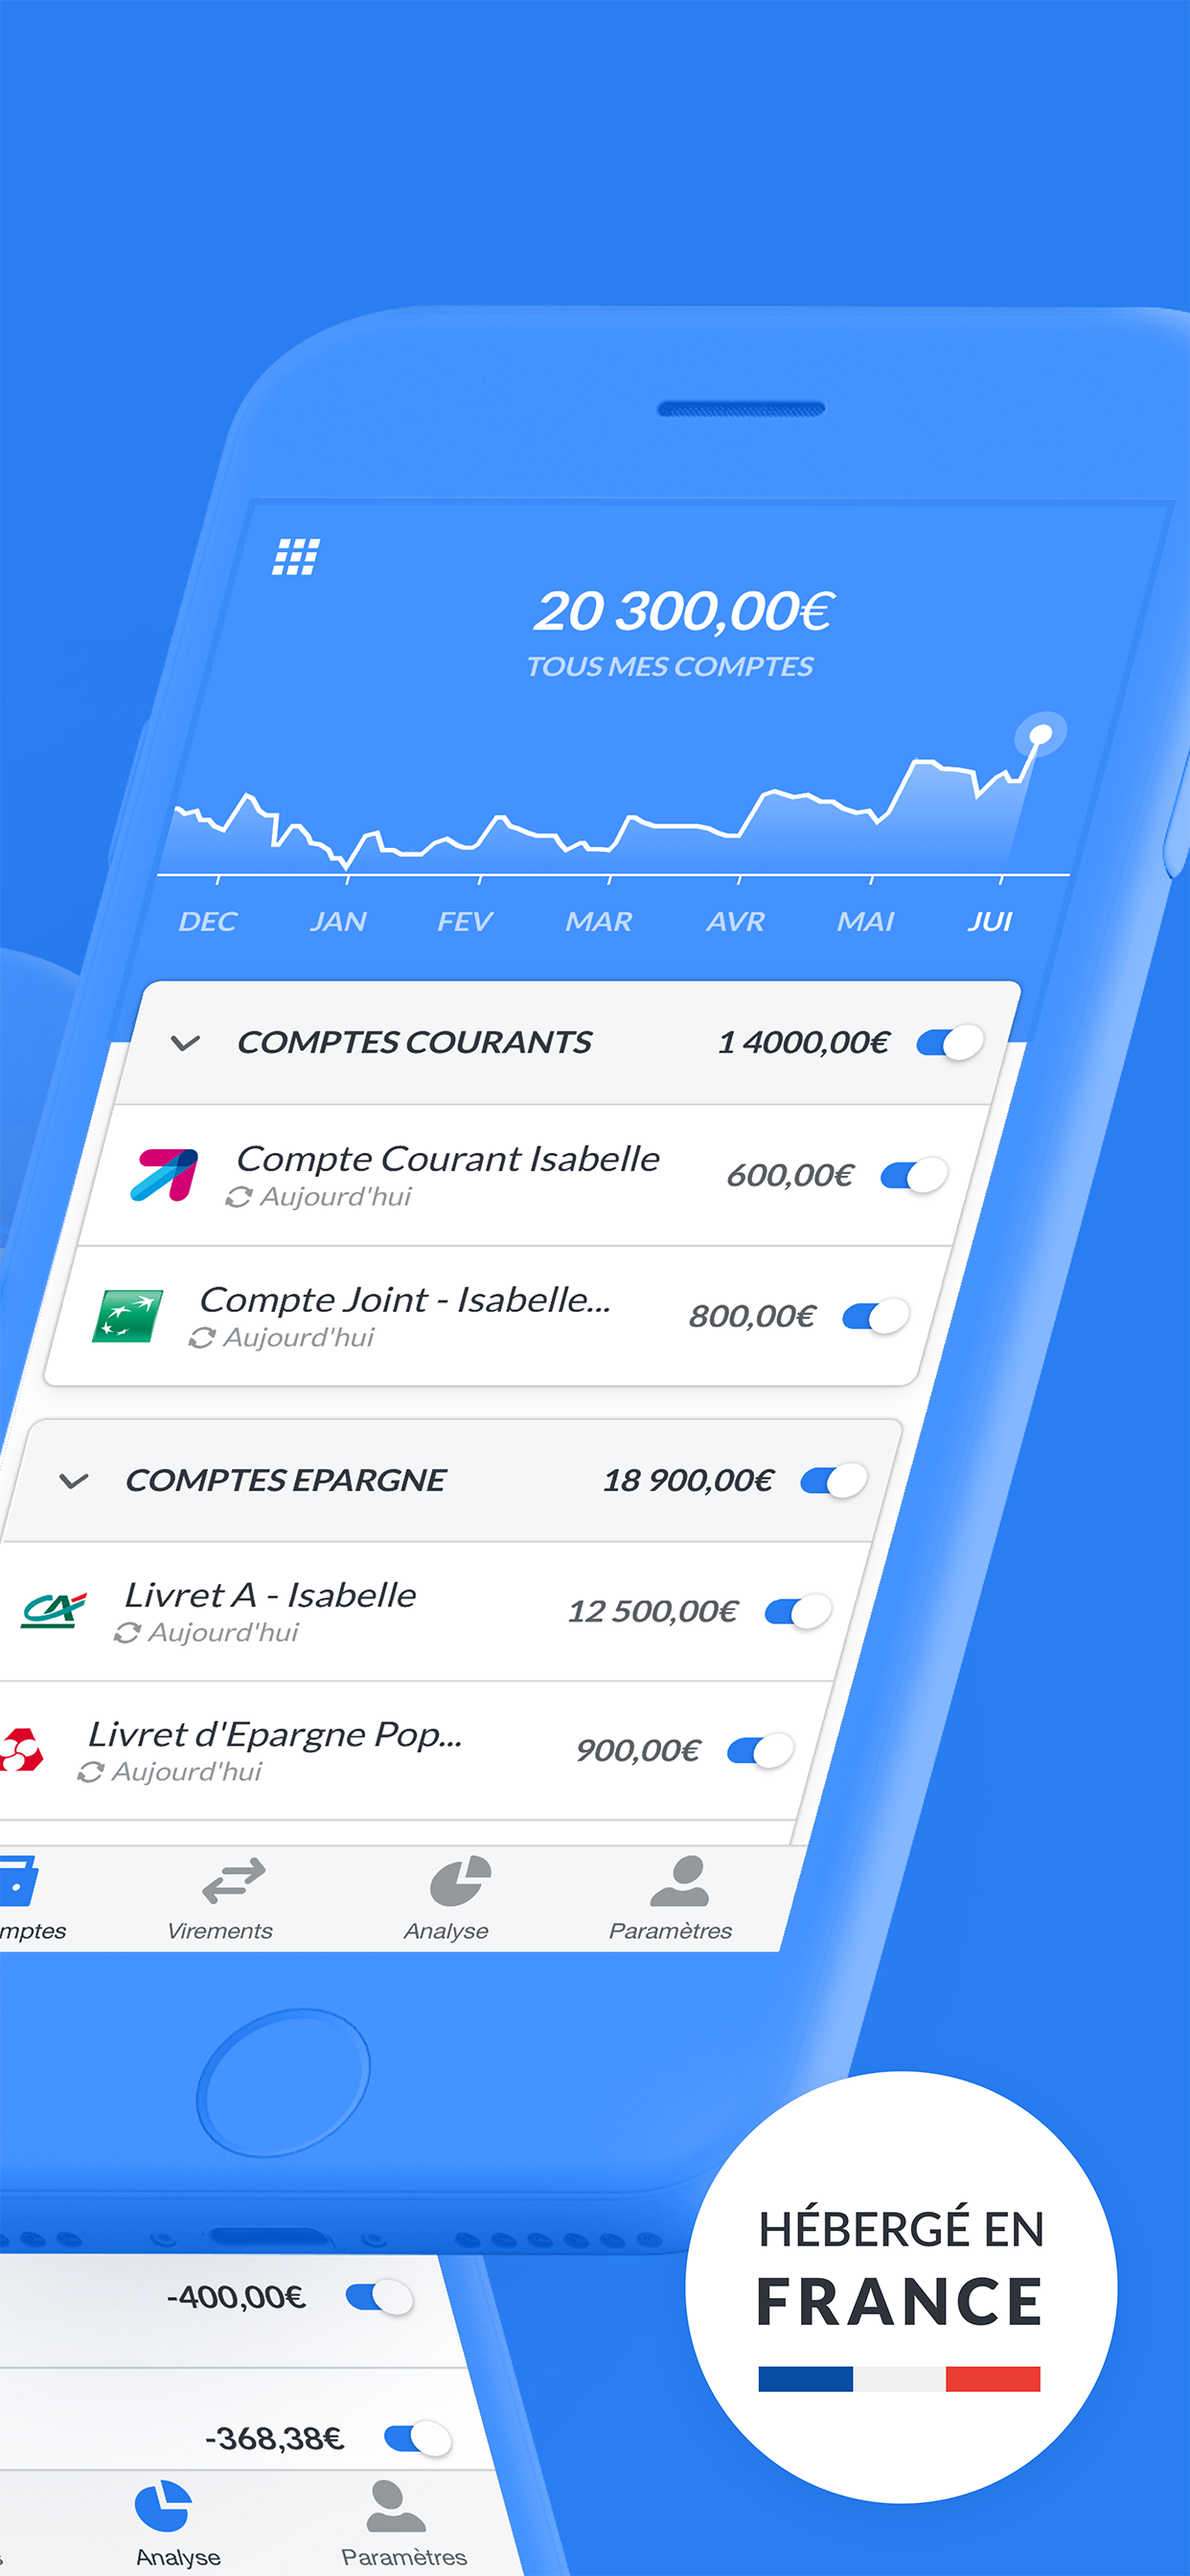 20 300,00€
TOUS MES COMPTES
DEC JAN FEV MAR AVR MAI JUI
COMPTES COURANTS 1 4000,00€
Compte Courant Isabelle 600,00€
Aujourd'hui
Compte Joint - Isabelle... 800,00€
Aujourd'hui
COMPTES EPARGNE 18 900,00€
CA Livret A - Isabelle 12 500,00€
Aujourd'hui
Livret d'Epargne Pop... 900,00€
Aujourd'hui
mptes Virements Analyse Paramètres
HÉBERGÉ EN
FRANCE
-400,00€
-368,38€
Analyse Paramètres